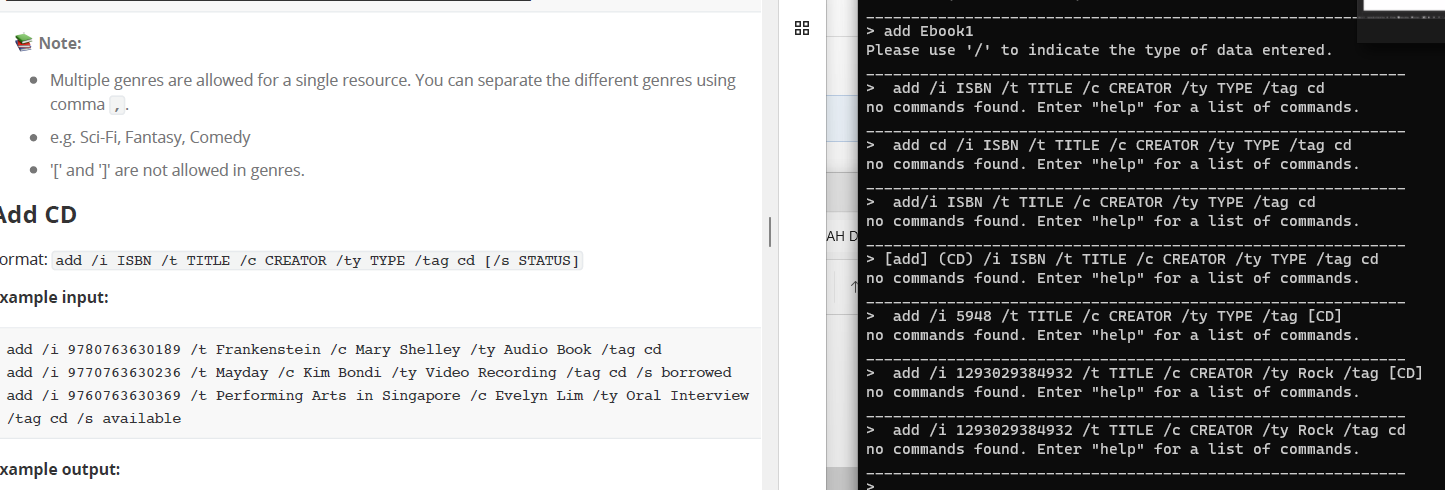 Note:
Multiple genres are allowed for a single resource. You can separate the different genres using
comma , .
e.g. Sci-Fi, Fantasy, Comedy
'[' and ']' are not allowed in genres.
Add CD
ormat: add /i ISBN /t TITLE /c CREATOR /ty TYPE /tag cd [/s STATUS]
xample input:
add /i 9780763630189 /t Frankenstein /c Mary Shelley /ty Audio Book /tag cd
add /i 9770763630236 /t Mayday /c Kim Bondi /ty Video Recording /tag cd /s borrowed
add /i 9760763630369 /t Performing Arts in Singapore /c Evelyn Lim /ty Oral Interview
/tag cd /s available
xample output:
AH D
> add Ebook1
Please use '/' to indicate the type of data entered.
>  add /i ISBN /t TITLE /c CREATOR /ty TYPE /tag cd
no commands found. Enter "help" for a list of commands.
>  add cd /i ISBN /t TITLE /c CREATOR /ty TYPE /tag cd
no commands found. Enter "help" for a list of commands.
>  add/i ISBN /t TITLE /c CREATOR /ty TYPE /tag cd
no commands found. Enter "help" for a list of commands.
> [add] (CD) /i ISBN /t TITLE /c CREATOR /ty TYPE /tag cd
no commands found. Enter "help" for a list of commands.
>  add /i 5948 /t TITLE /c CREATOR /ty TYPE /tag [CD]
no commands found. Enter "help" for a list of commands.
>  add /i 1293029384932 /t TITLE /c CREATOR /ty Rock /tag [CD]
no commands found. Enter "help" for a list of commands.
>  add /i 1293029384932 /t TITLE /c CREATOR /ty Rock /tag cd
no commands found. Enter "help" for a list of commands.
>